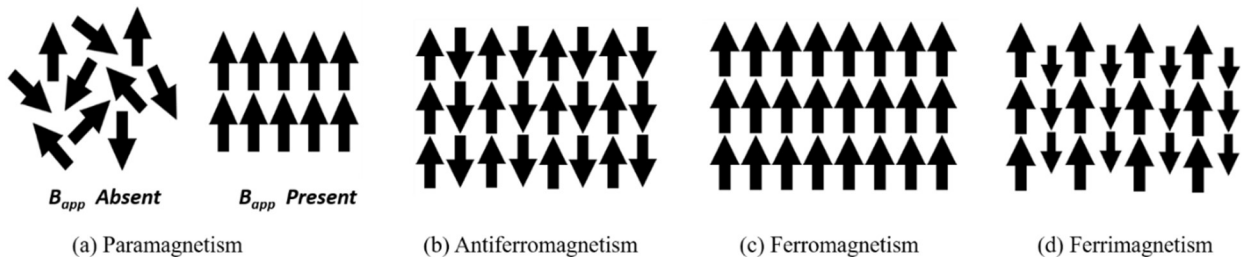 B_app Absent
B_app Present
(a) Paramagnetism
(b) Antiferromagnetism
(c) Ferromagnetism
(d) Ferrimagnetism